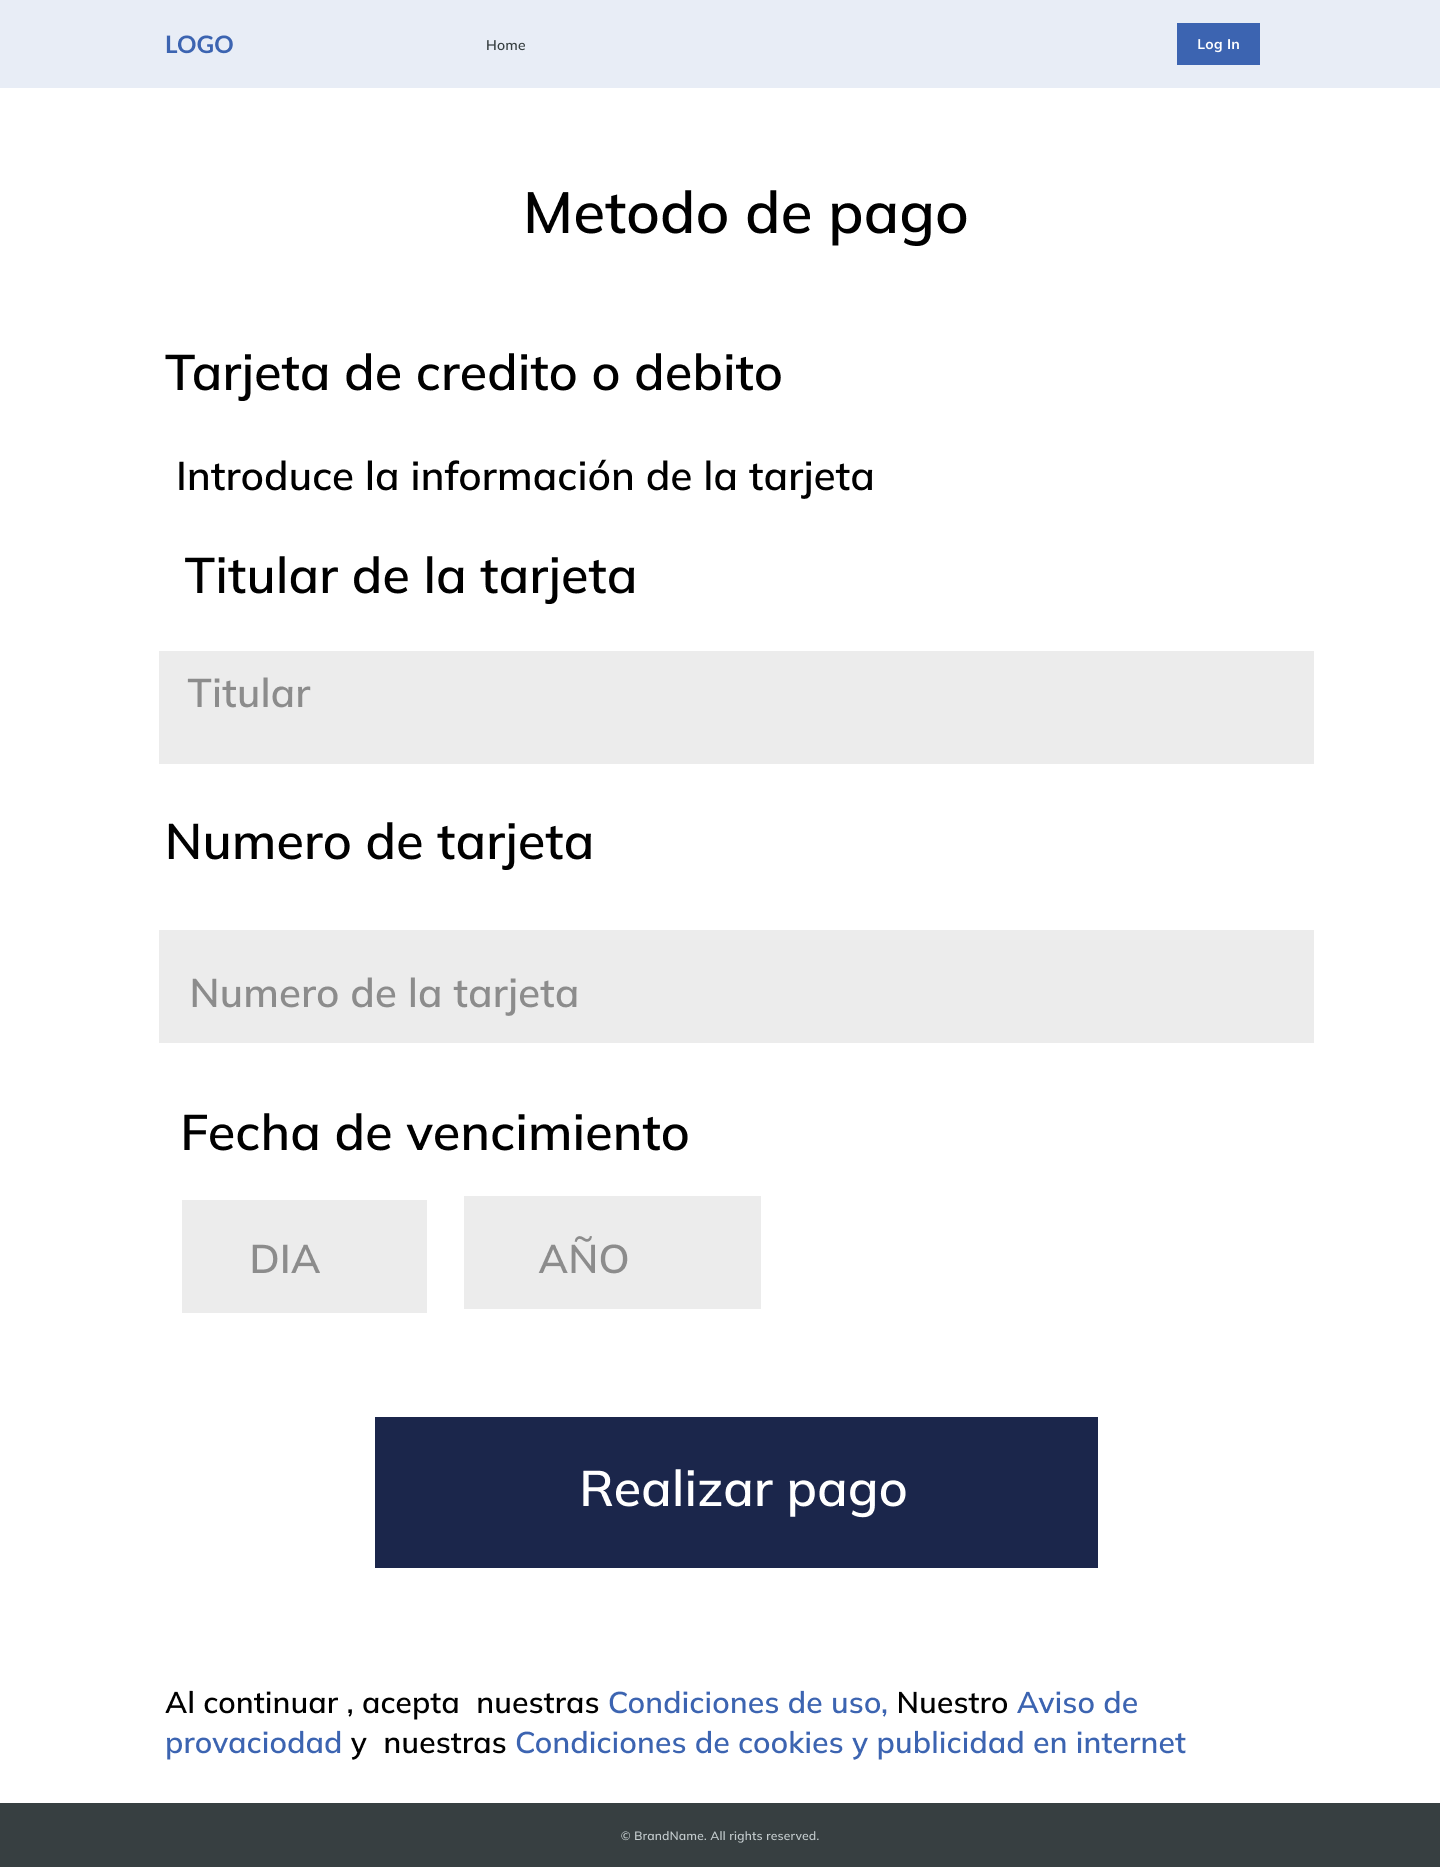 LOGO
Home
Log In
Metodo de pago
Tarjeta de credito o debito
Introduce la información de la tarjeta
Titular de la tarjeta
Titular
Numero de tarjeta
Numero de la tarjeta
Fecha de vencimiento
DIA
AÑO
Realizar pago
Al continuar , acepta  nuestras Condiciones de uso, Nuestro Aviso de
provaciodad y  nuestras Condiciones de cookies y publicidad en internet
© BrandName. All rights reserved.